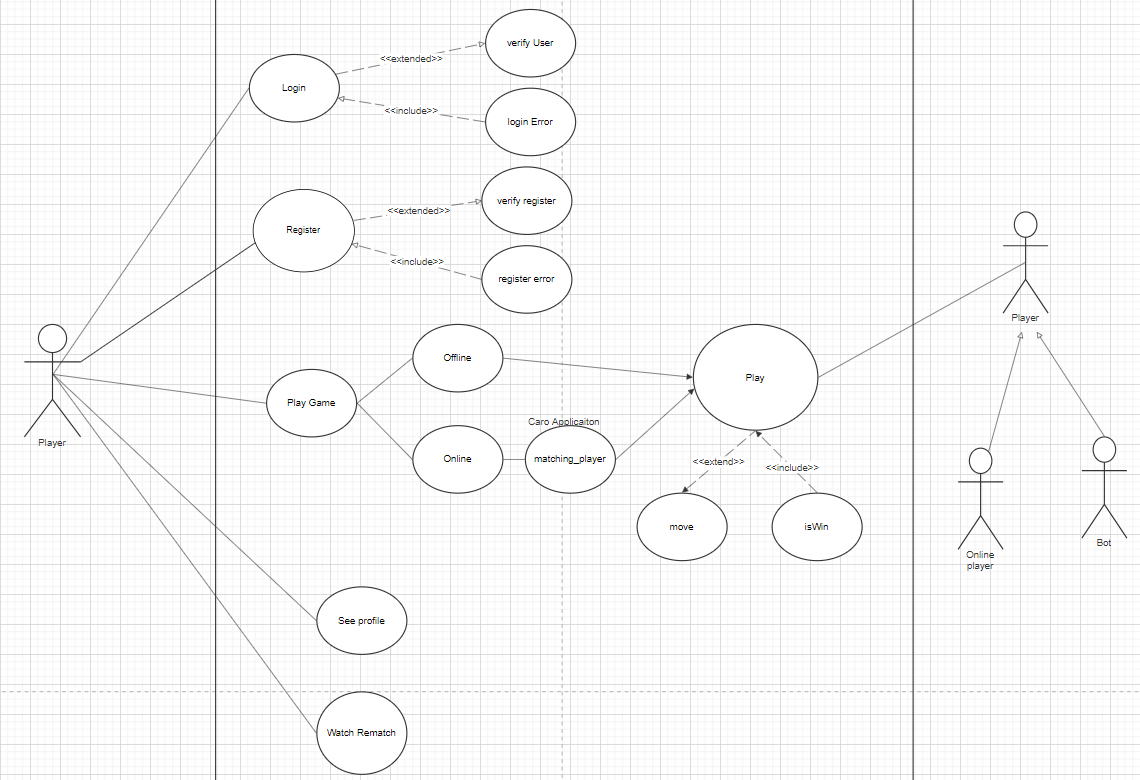 verify User
<<extended>>
Login
<<include>>
login Error
verify register
<<extended>>
Register
<<include>>
register error
Player
Player
Offline
Play
Play Game
Caro Applicaiton
Online
matching_player
<<extend>>
<<include>>
move
isWin
Online
player
Bot
See profile
Watch Rematch